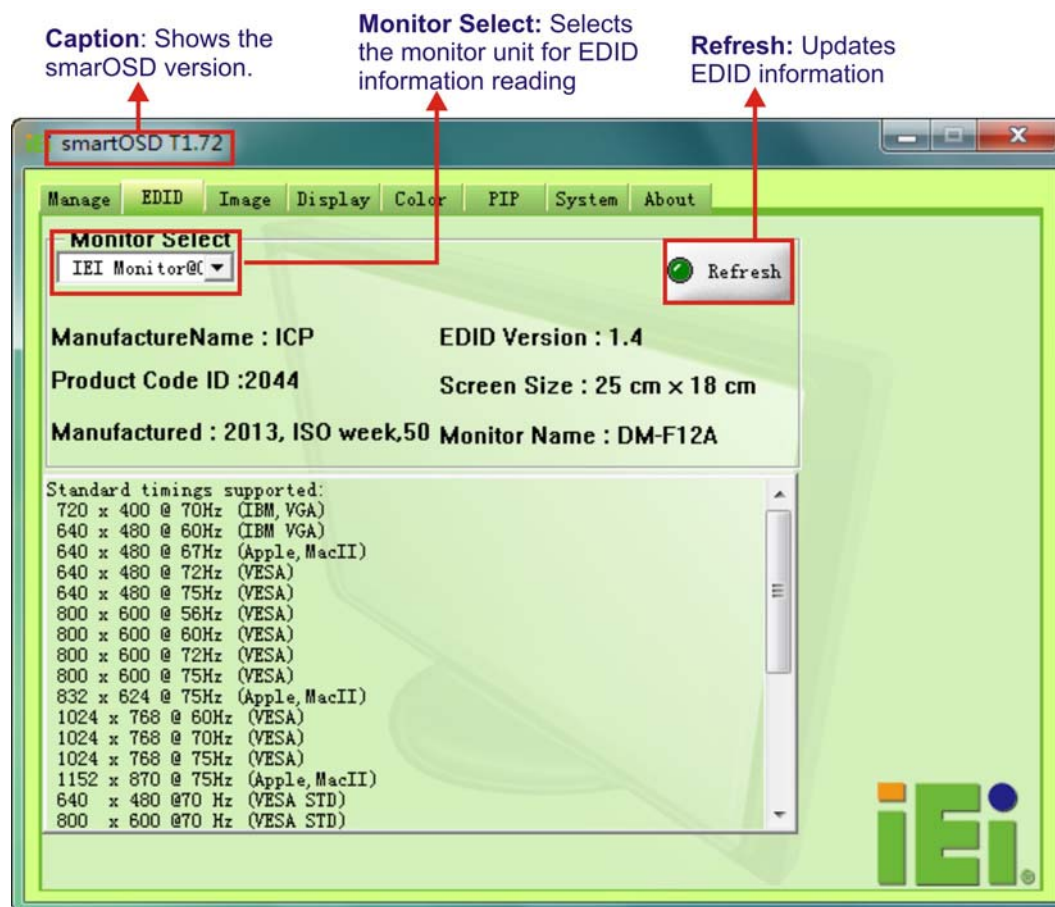 Caption: Shows the
smarOSD version.
Monitor Select: Selects
the monitor unit for EDID
information reading
Refresh: Updates
EDID information
smartOSD T1.72
Manage EDID Image Display Color PIP System About
Monitor Select
IEI Monitor@
Refresh
ManufactureName : ICP
EDID Version : 1.4
Product Code ID :2044
Screen Size : 25 cm × 18 cm
Manufactured : 2013, ISO week,50
Monitor Name : DM-F12A
Standard timings supported:
720 x 400 @ 70Hz (IBM,VGA)
640 x 480 @ 60Hz (IBM VGA)
640 x 480 @ 67Hz (Apple,MacII)
640 x 480 @ 72Hz (VESA)
640 x 480 @ 75Hz (VESA)
800 x 600 @ 56Hz (VESA)
800 x 600 @ 60Hz (VESA)
800 x 600 @ 72Hz (VESA)
800 x 600 @ 75Hz (VESA)
832 x 624 @ 75Hz (Apple,MacII)
1024 x 768 @ 60Hz (VESA)
1024 x 768 @ 70Hz (VESA)
1024 x 768 @ 75Hz (VESA)
1152 x 870 @ 75Hz (Apple,MacII)
640 x 480 @70 Hz (VESA STD)
800 x 600 @70 Hz (VESA STD)
iEi®